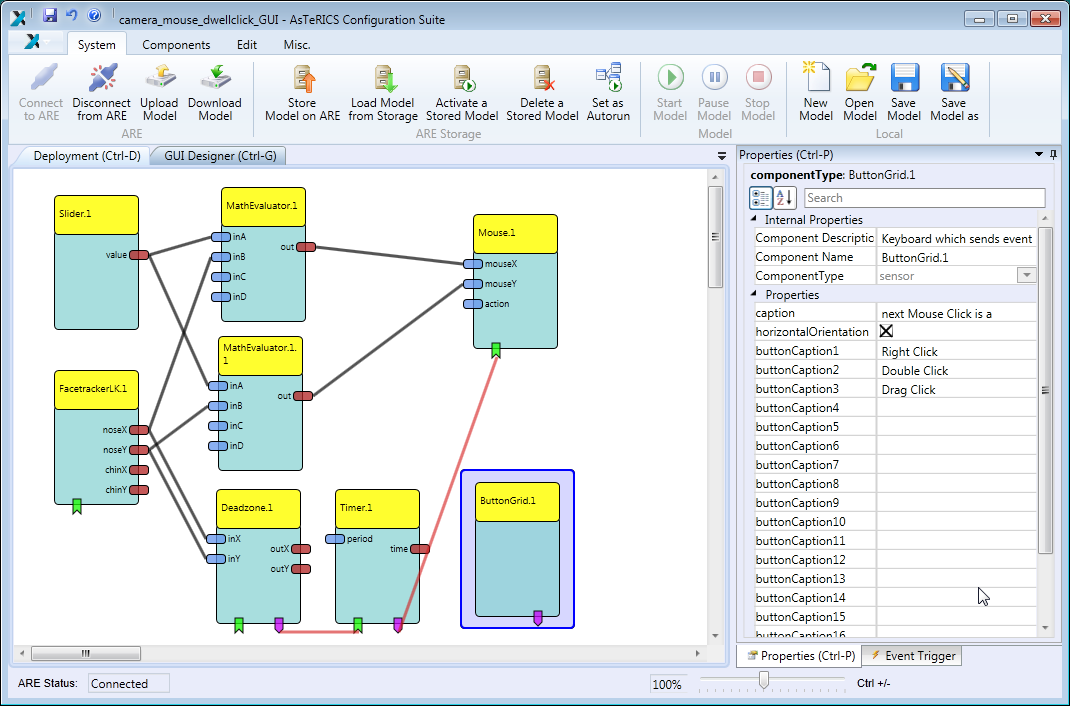 camera_mouse_dwellclick_GUI - AsTeRICS Configuration Suite
System
Components
Edit
Misc.
Connect to ARE
Disconnect from ARE
Upload Model
Download Model
ARE
Store Model on ARE
Load Model from Storage
Activate a Stored Model
Delete a Stored Model
Set as Autorun
ARE Storage
Start Model
Pause Model
Stop Model
Model
New Model
Open Model
Save Model
Save Model as
Local
Deployment (Ctrl-D)
GUI Designer (Ctrl-G)
Slider.1
value
MathEvaluator.1
inA
inB
inC
inD
out
Mouse.1
mouseX
mouseY
action
MathEvaluator.1.
1
inA
inB
inC
inD
out
FacetrackerLK.1
noseX
noseY
chinX
chinY
Deadzone.1
inX
inY
outX
outY
Timer.1
period
time
ButtonGrid.1
Properties (Ctrl-P)
componentType: ButtonGrid.1
Search
Internal Properties
Component Descriptic Keyboard which sends event
Component Name ButtonGrid.1
ComponentType sensor
Properties
caption next Mouse Click is a
horizontalOrientation
buttonCaption1 Right Click
buttonCaption2 Double Click
buttonCaption3 Drag Click
buttonCaption4
buttonCaption5
buttonCaption6
buttonCaption7
buttonCaption8
buttonCaption9
buttonCaption10
buttonCaption11
buttonCaption12
buttonCaption13
buttonCaption14
buttonCaption15
buttonCaption16
Properties (Ctrl-P)
Event Trigger
ARE Status: Connected
100%
Ctrl +/-